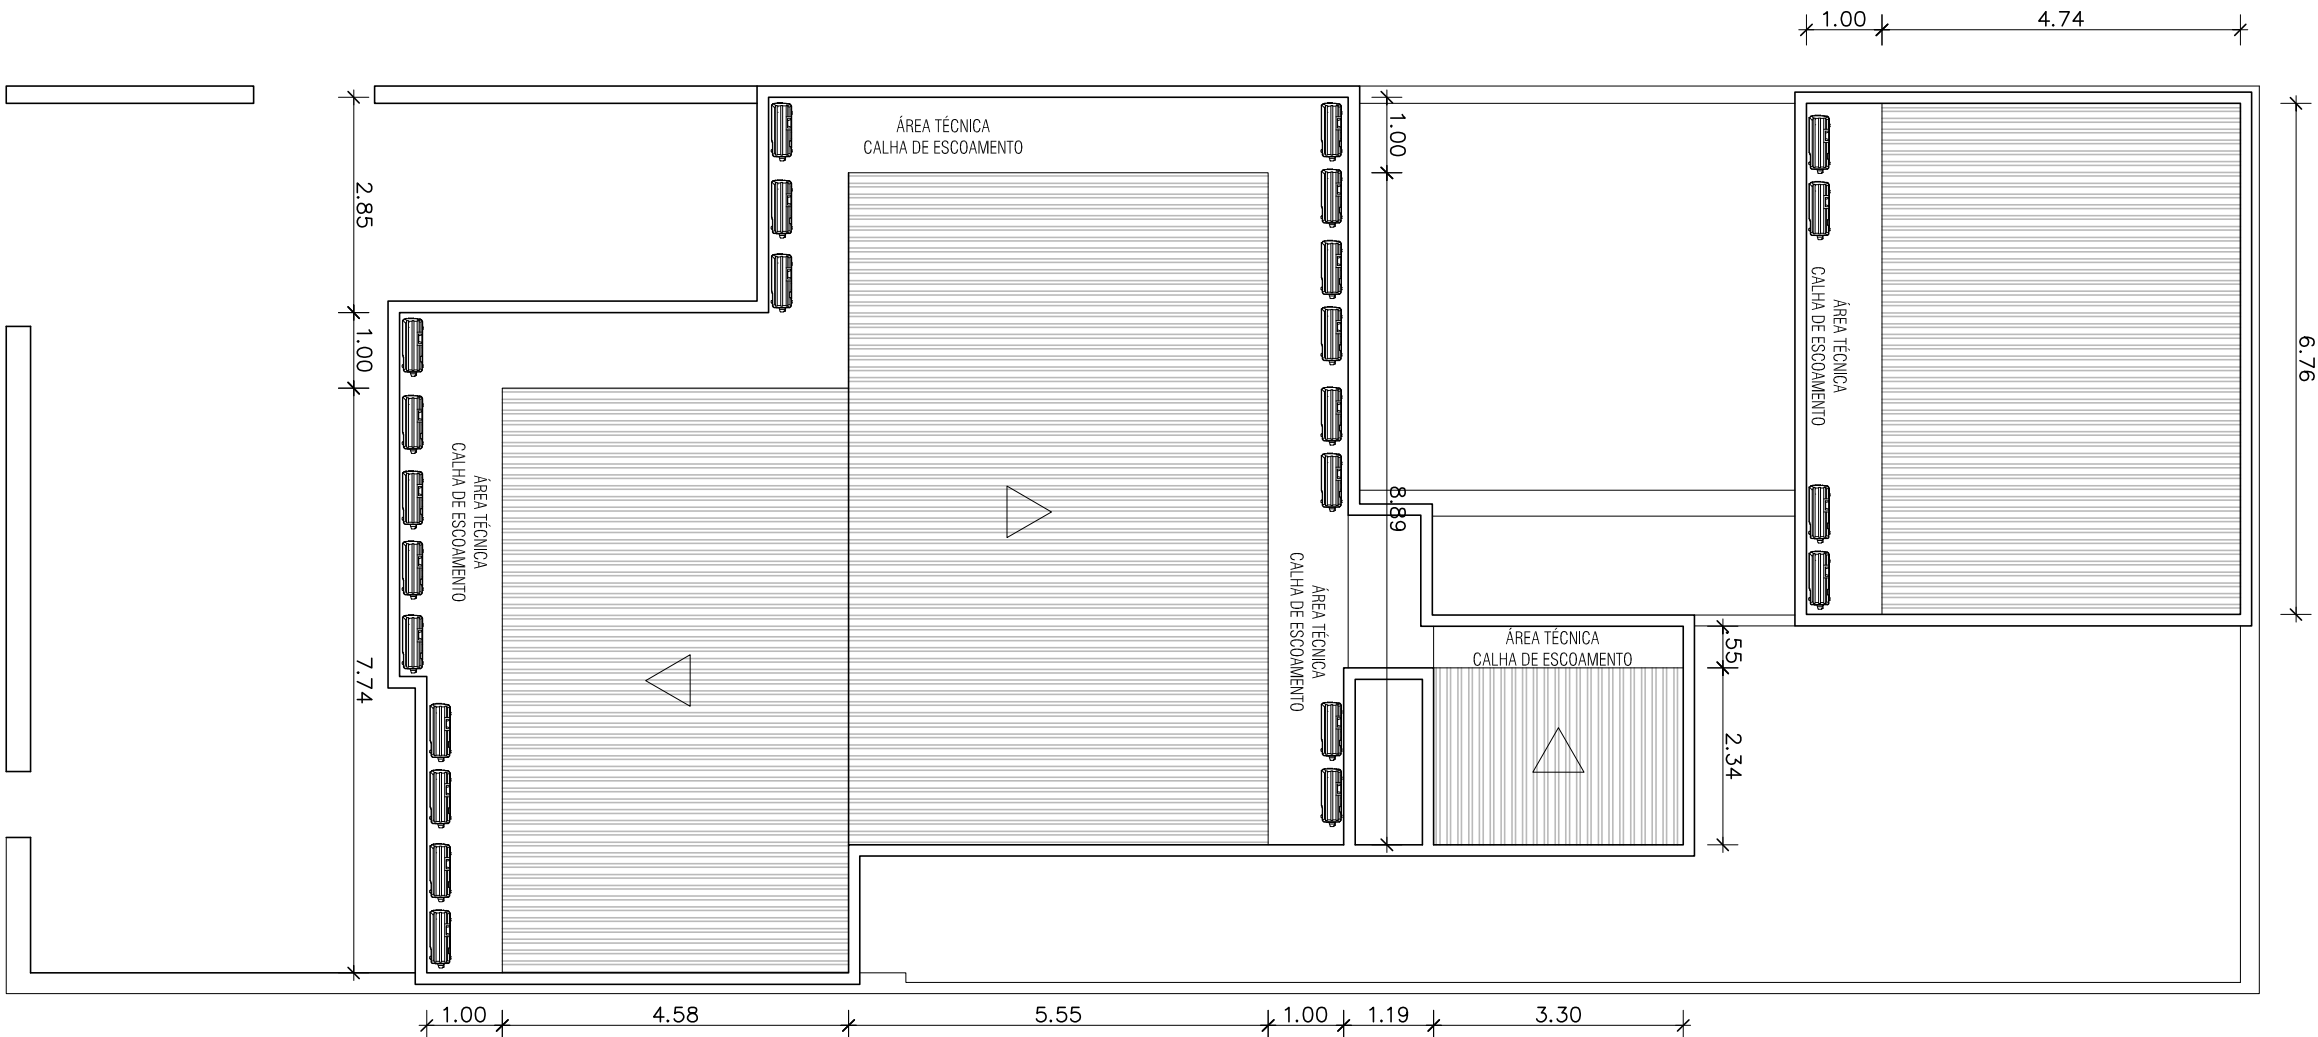 1.00
4.74
ÁREA TÉCNICA
CALHA DE ESCOAMENTO
1.00
2.85
ÁREA TÉCNICA
CALHA DE ESCOAMENTO
6.76
1.00
ÁREA TÉCNICA
CALHA DE ESCOAMENTO
8.89
ÁREA TÉCNICA
CALHA DE ESCOAMENTO
ÁREA TÉCNICA
CALHA DE ESCOAMENTO
.55
7.74
2.34
1.00
4.58
5.55
1.00
1.19
3.30